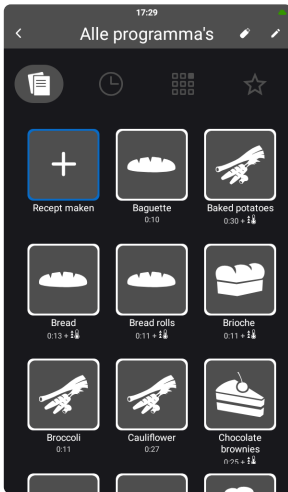 17:29
Alle programma's
Recept maken
Baguette
0:10
Baked potatoes
0:30 +
Bread
0:13 +
Bread rolls
0:11 +
Brioche
0:11 +
Broccoli
0:11
Cauliflower
0:27
Chocolate
brownies
0:25 +